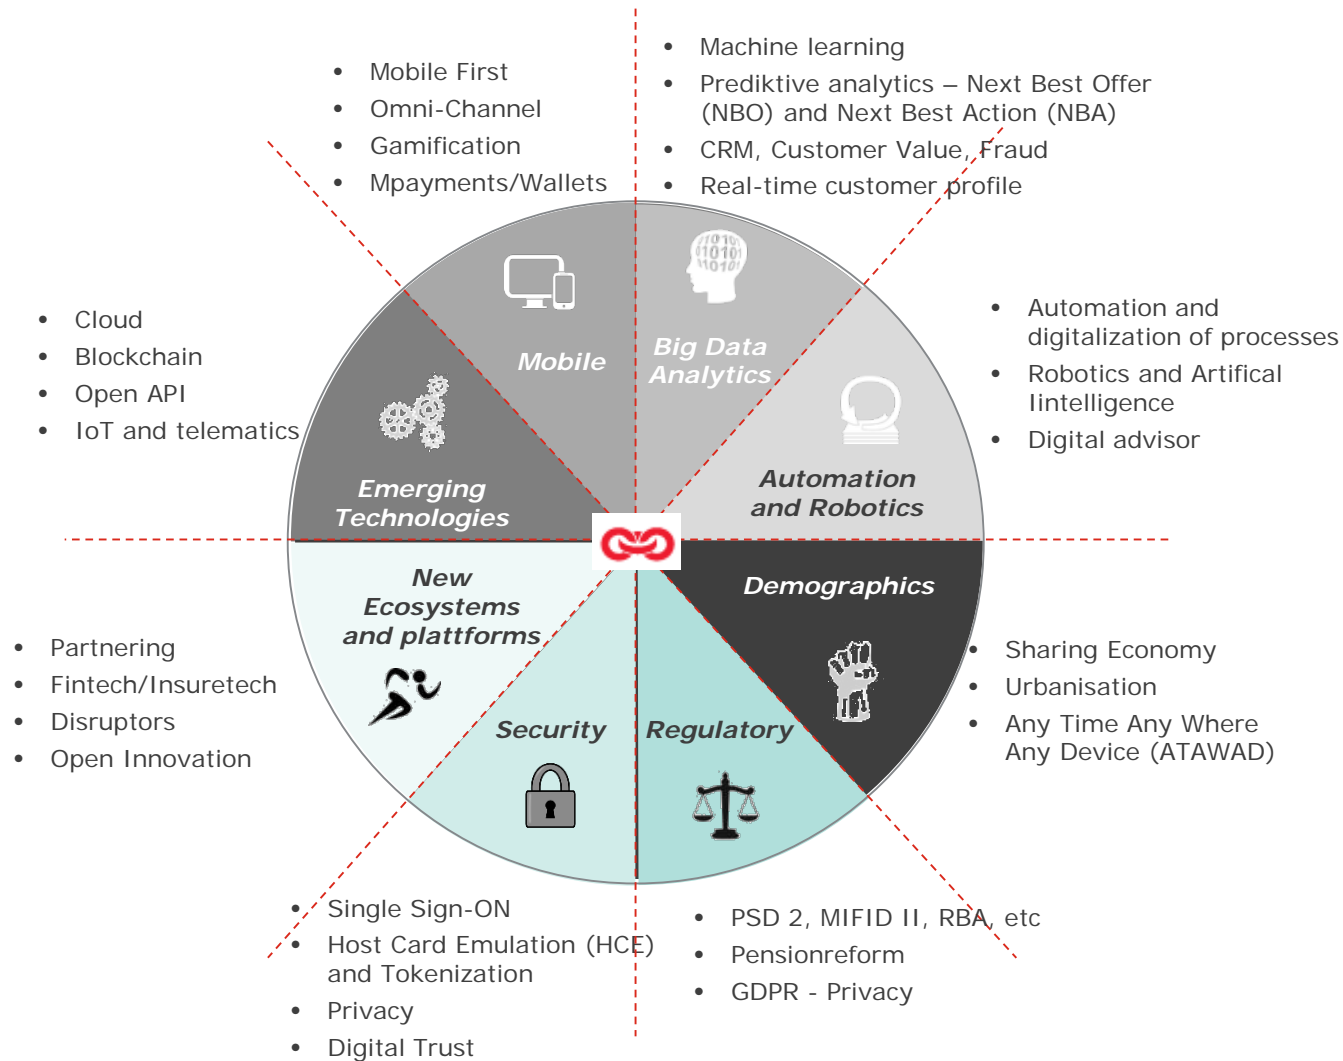 • Mobile First
• Omni-Channel
• Gamification
• Mpayments/Wallets
• Machine learning
• Prediktive analytics – Next Best Offer
(NBO) and Next Best Action (NBA)
• CRM, Customer Value, Fraud
• Real-time customer profile
• Cloud
• Blockchain
• Open API
• IoT and telematics
• Automation and
digitalization of processes
• Robotics and Artifical
Iintelligence
• Digital advisor
Mobile
Big Data
Analytics
Emerging
Technologies
Automation
and Robotics
New
Ecosystems
and plattforms
Demographics
Security
Regulatory
• Partnering
• Fintech/Insuretech
• Disruptors
• Open Innovation
• Sharing Economy
• Urbanisation
• Any Time Any Where
Any Device (ATAWAD)
• Single Sign-ON
• Host Card Emulation (HCE)
and Tokenization
• Privacy
• Digital Trust
• PSD 2, MIFID II, RBA, etc
• Pensionreform
• GDPR - Privacy